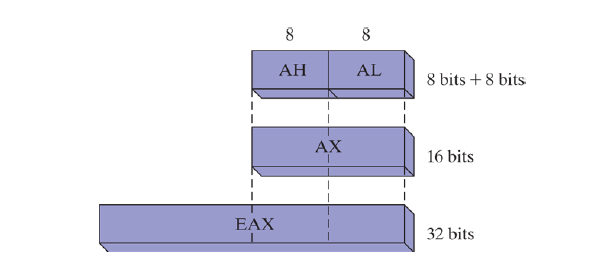 8 8
AH AL 8 bits + 8 bits
AX 16 bits
EAX 32 bits